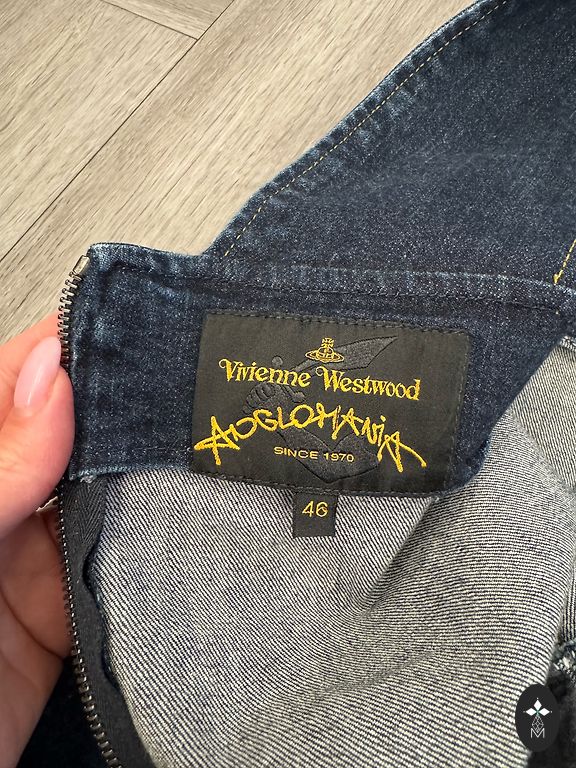 Vivienne Westwood
ANGLOMANIA
SINCE 1970
46
M